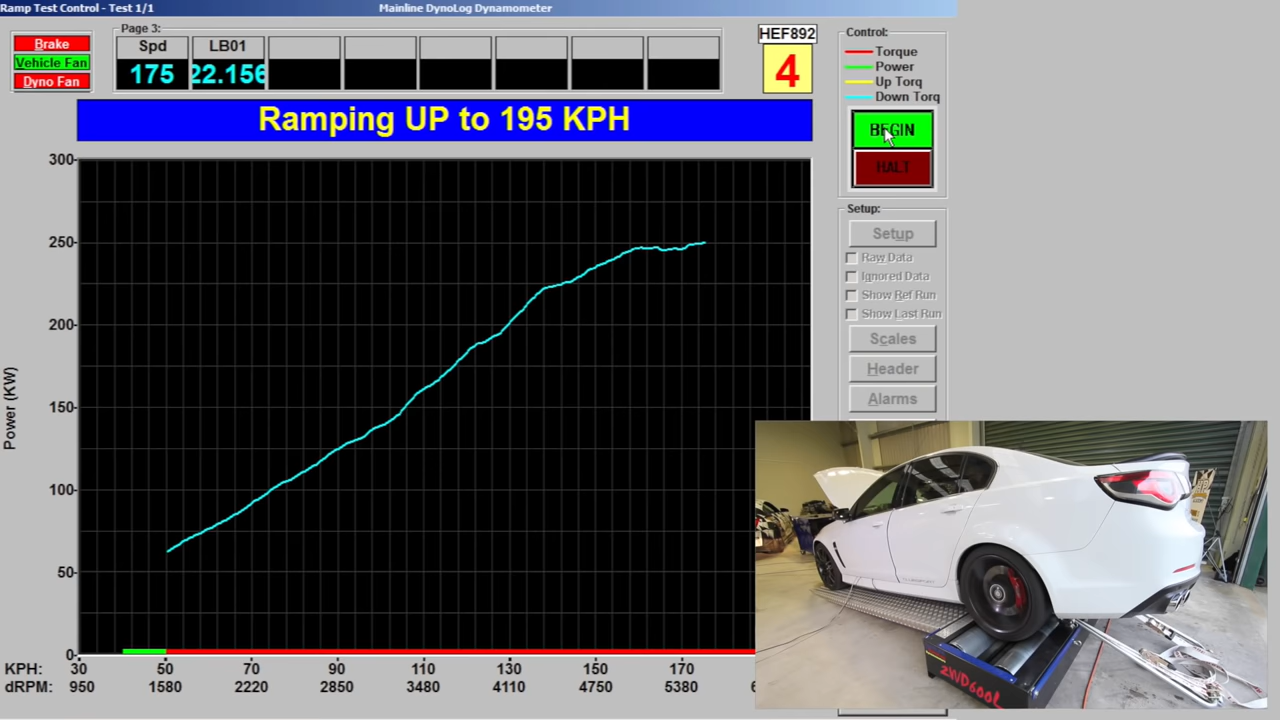 Ramp Test Control - Test 1/1
Mainline DynoLog Dynamometer
Brake
Vehicle Fan
Dyno Fan
Page 3:
Spd
LB01
175
22.156
HEF892
4
Control:
Torque
Power
Up Torq
Down Torq
BEGIN
HALT
Ramping UP to 195 KPH
Setup:
Setup
Raw Data
Ignored Data
Show Ref Run
Show Last Run
Scales
Header
Alarms
Power (KW)
300
250
200
150
100
50
0
KPH: 30 50 70 90 110 130 150 170
dRPM: 950 1580 2220 2850 3480 4110 4750 5380
2WD600L